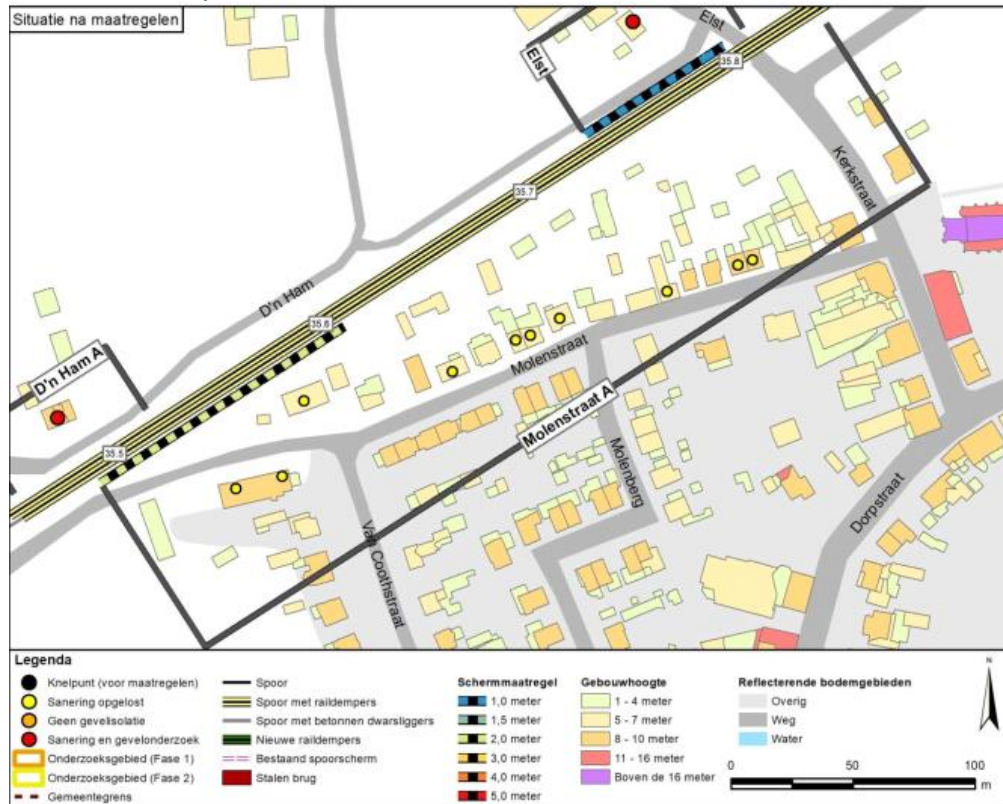 Situatie na maatregelen
Elst
Elst
35.8
35.7
Kerkstraat
D'n Ham
35.6
D'n Ham A
Molenstraat
Molenstraat A
35.5
Molenberg
Van Coothstraat
Dorpstraat
Legenda
Knelpunt (voor maatregelen)
Sanering opgelost
Geen gevelisolatie
Sanering en gevelonderzoek
Onderzoeksgebied (Fase 1)
Onderzoeksgebied (Fase 2)
Gemeentegrens
Spoor
Spoor met raildempers
Spoor met betonnen dwarsliggers
Nieuwe raildempers
Bestaand spoorscherm
Stalen brug
Schermmaatregel
1,0 meter
1,5 meter
2,0 meter
3,0 meter
4,0 meter
5,0 meter
Gebouwhoogte
1 - 4 meter
5 - 7 meter
8 - 10 meter
11 - 16 meter
Boven de 16 meter
Reflecterende bodemgebieden
Overig
Weg
Water
N
0 50 100
m